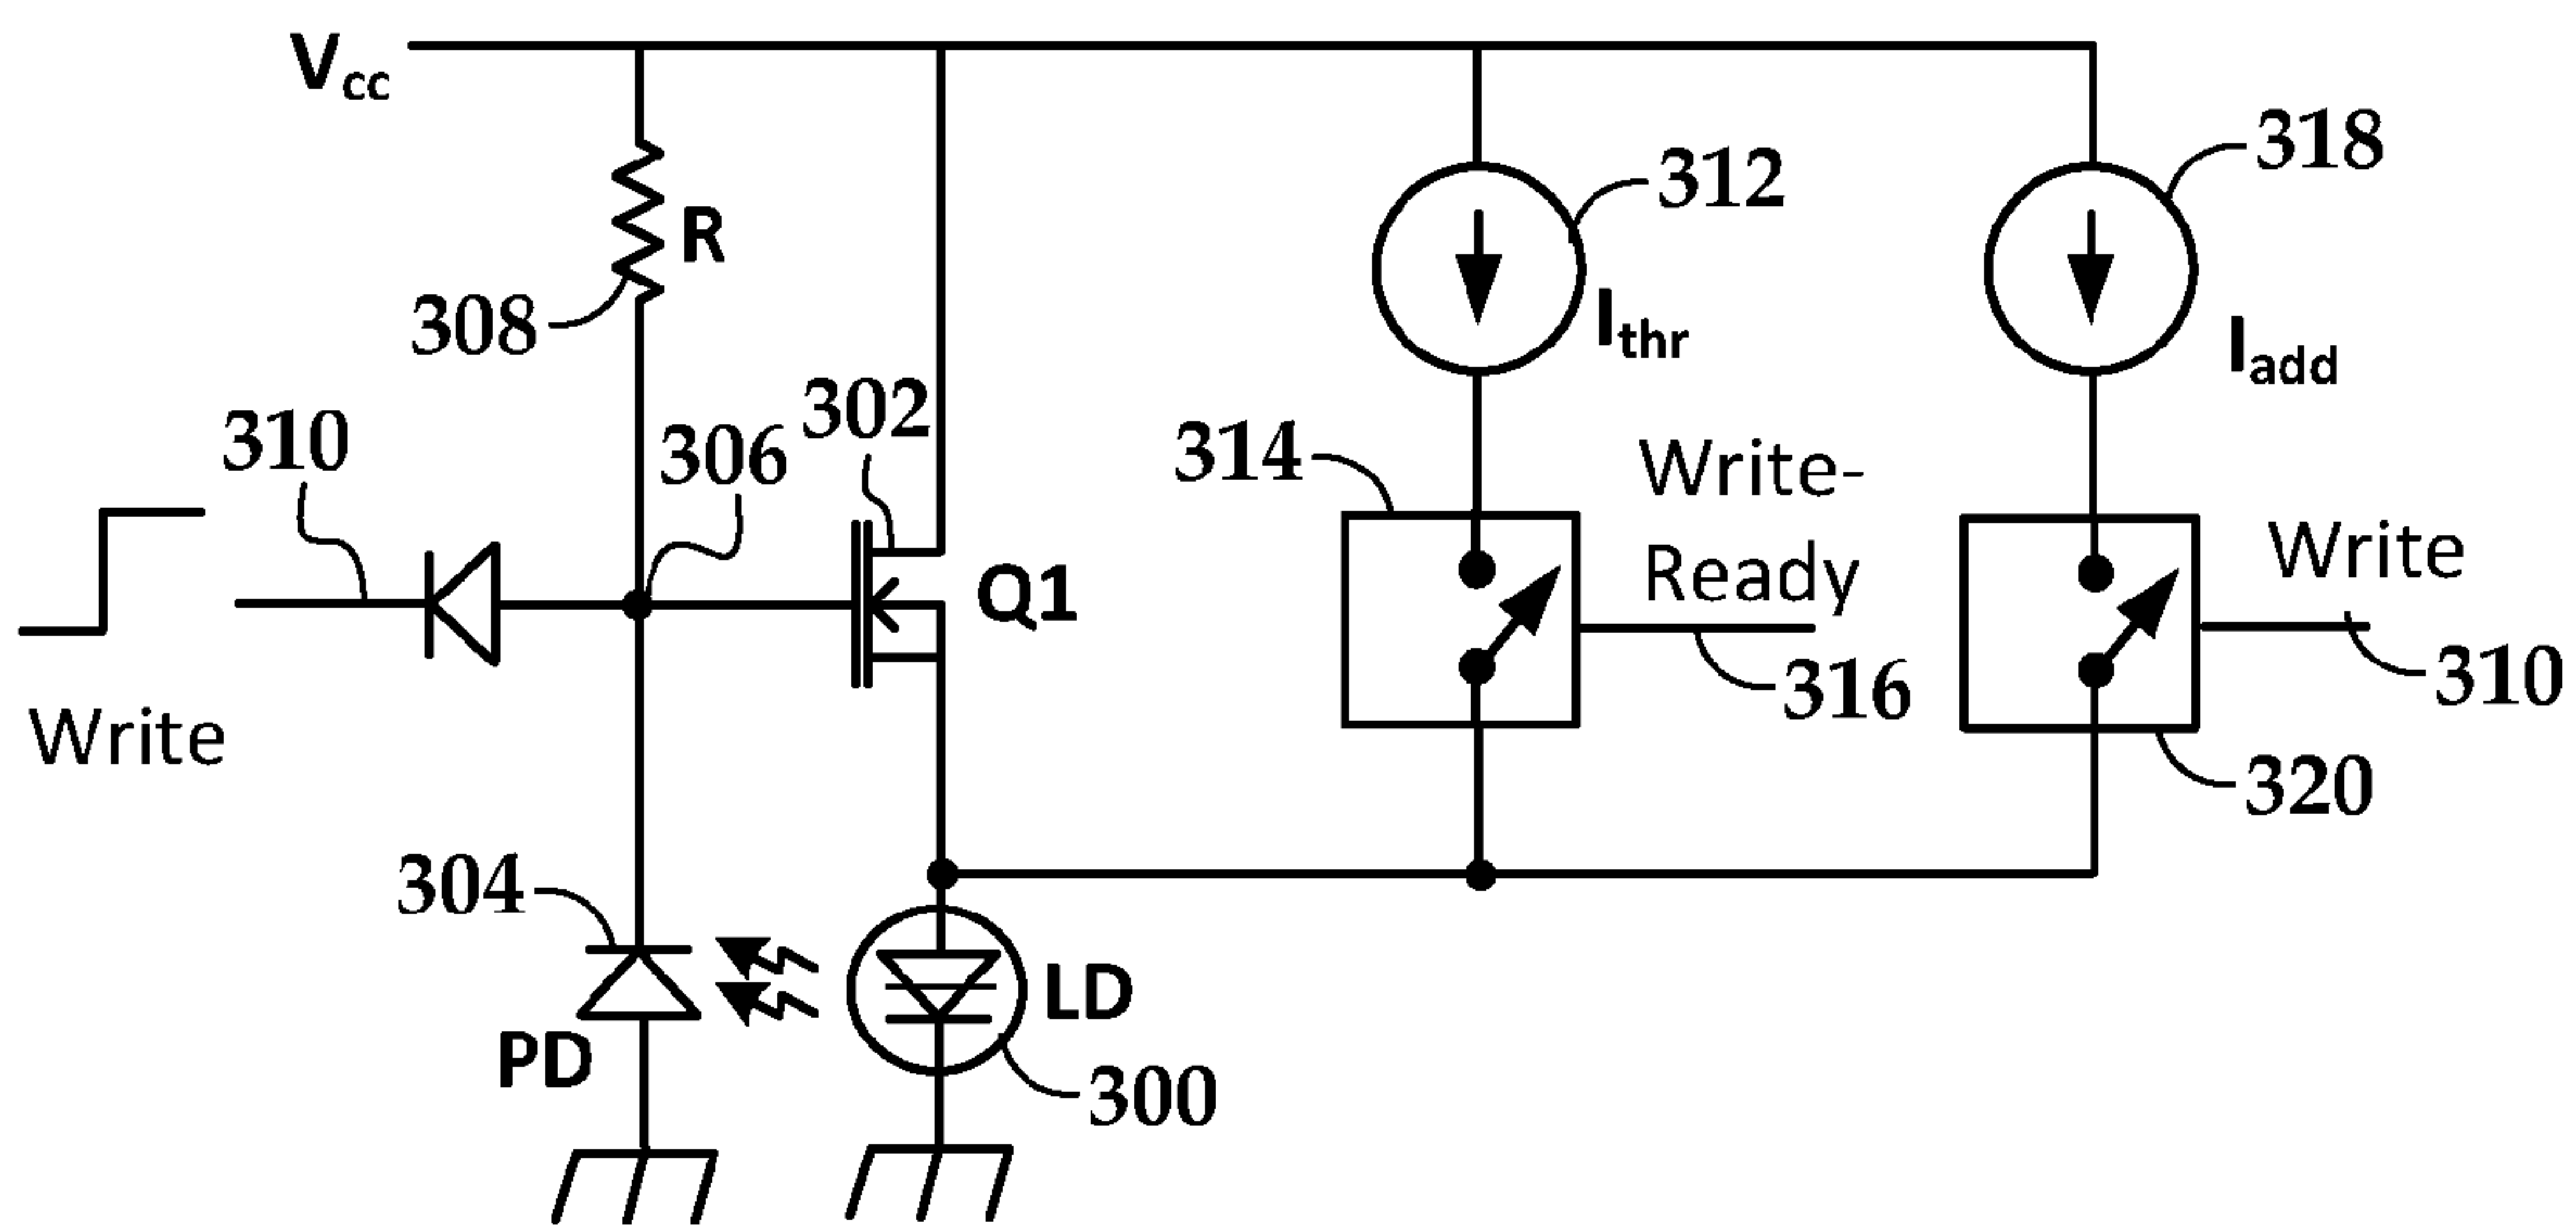 Vcc
318
312
R
308
Ithr
Iadd
302
310
306
314
Write-
Ready
Write
Q1
316
310
Write
320
304
LD
PD
300